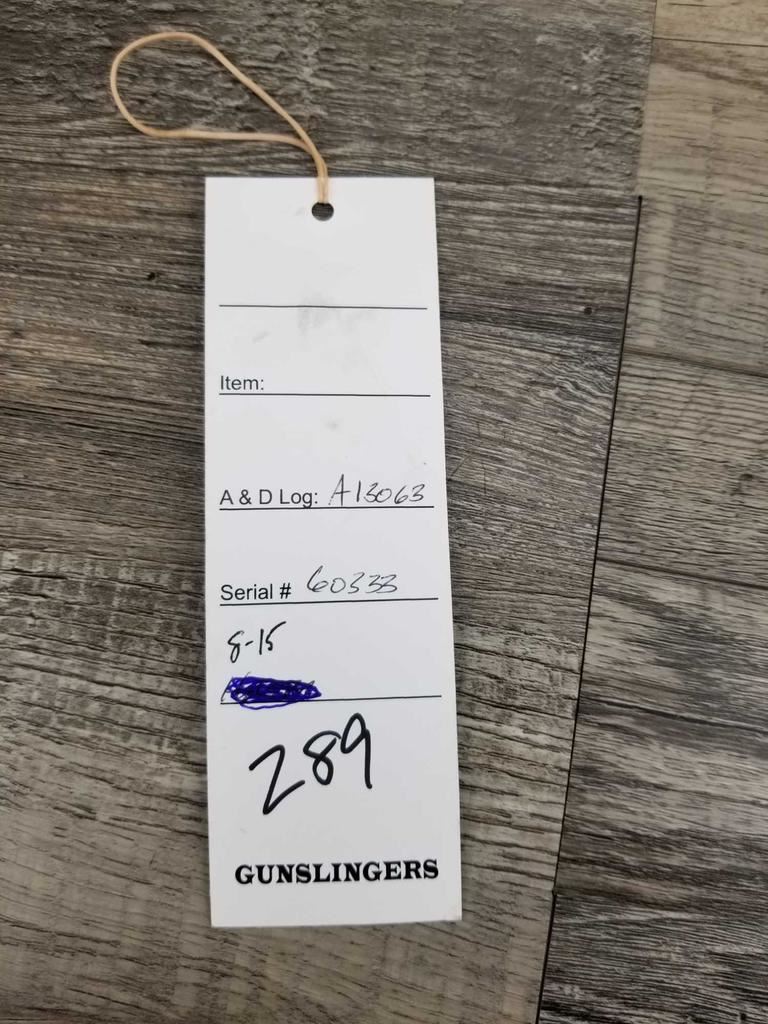 Item:
A & D Log: A13063
Serial # 60333
8-15
289
GUNSLINGERS